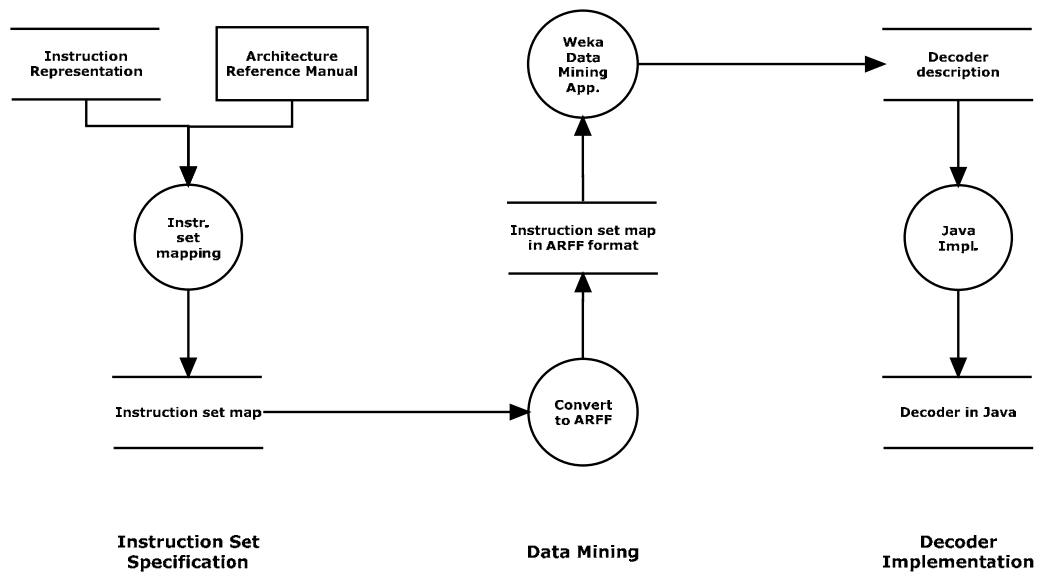 Instruction
Representation
Architecture
Reference Manual
Instr.
set
mapping
Instruction set map
Instruction Set
Specification
Weka
Data
Mining
App.
Instruction set map
in ARFF format
Convert
to ARFF
Data Mining
Decoder
description
Java
Impl.
Decoder in Java
Decoder
Implementation